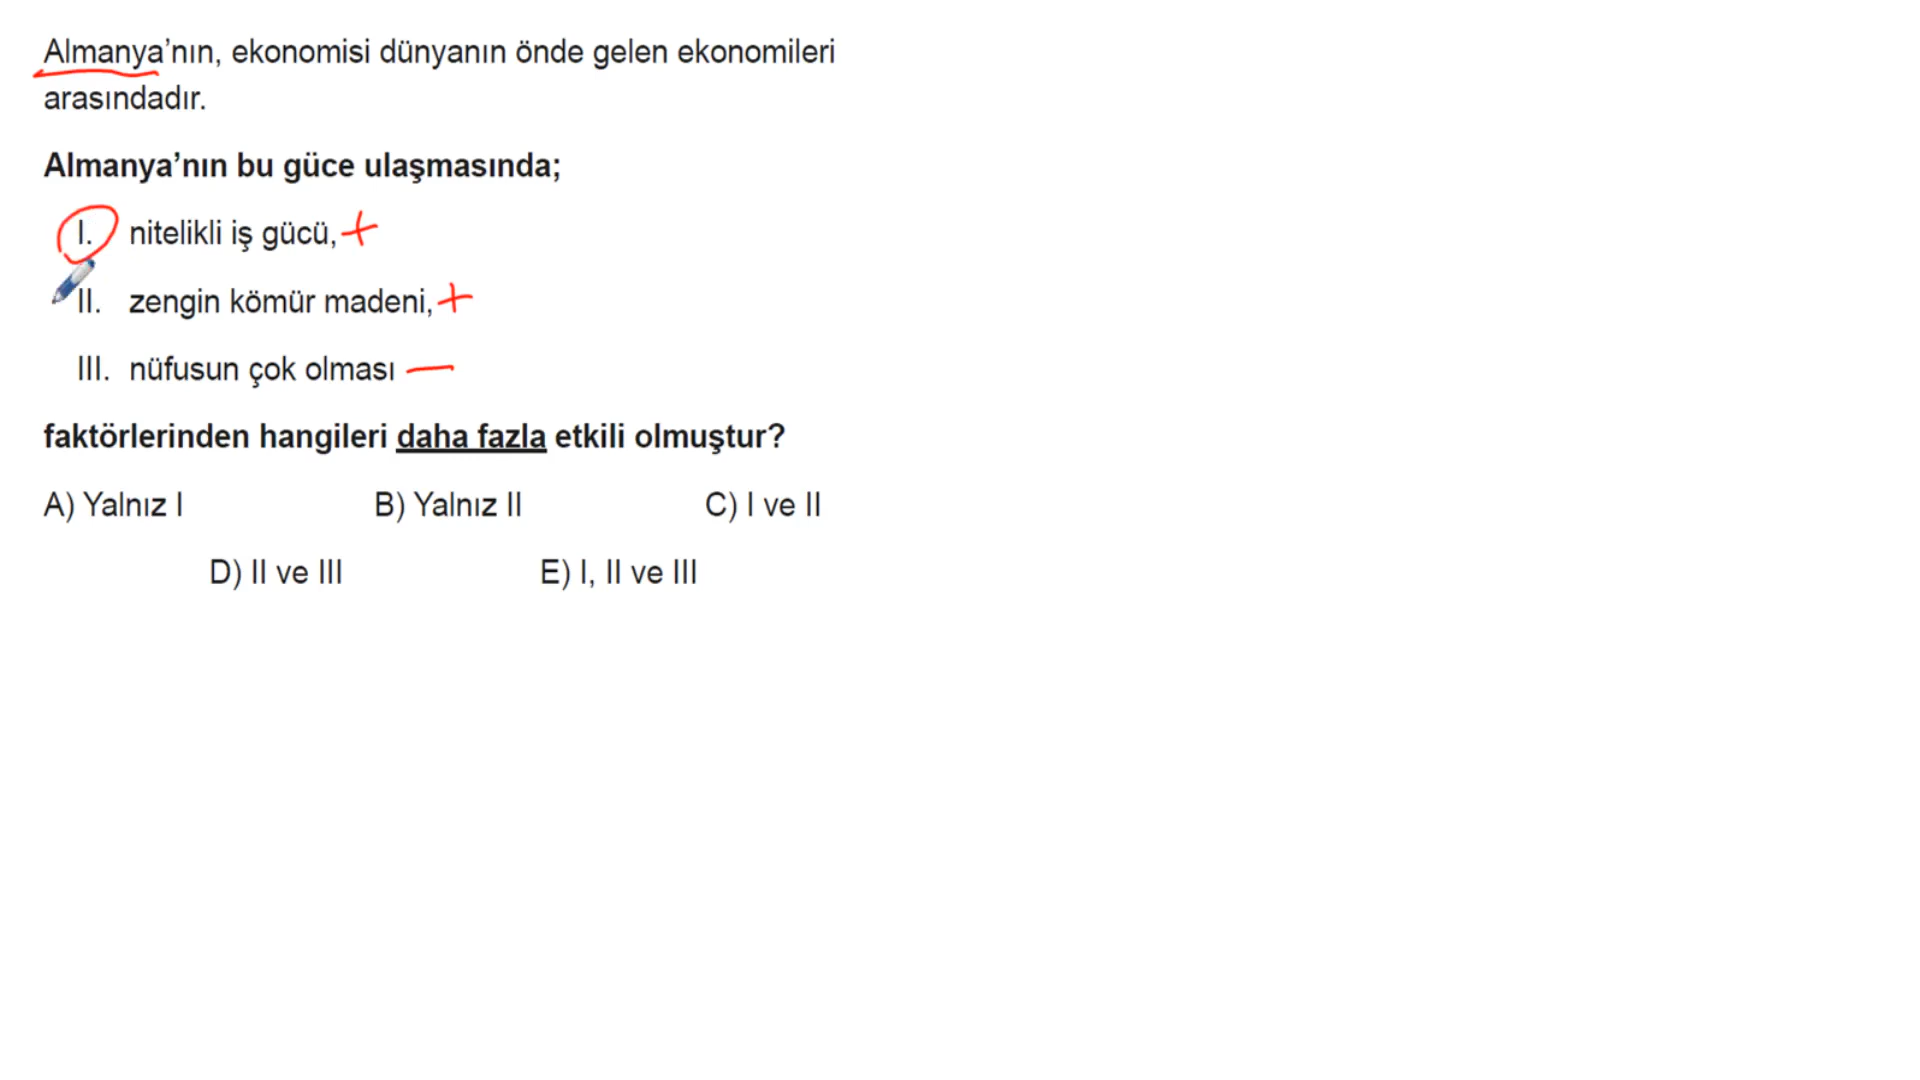 Almanya’nın, ekonomisi dünyanın önde gelen ekonomileri
arasındadır.
Almanya’nın bu güce ulaşmasında;
I. nitelikli iş gücü, +
II. zengin kömür madeni, +
III. nüfusun çok olması —
faktörlerinden hangileri daha fazla etkili olmuştur?
A) Yalnız I B) Yalnız II C) I ve II
D) II ve III E) I, II ve III